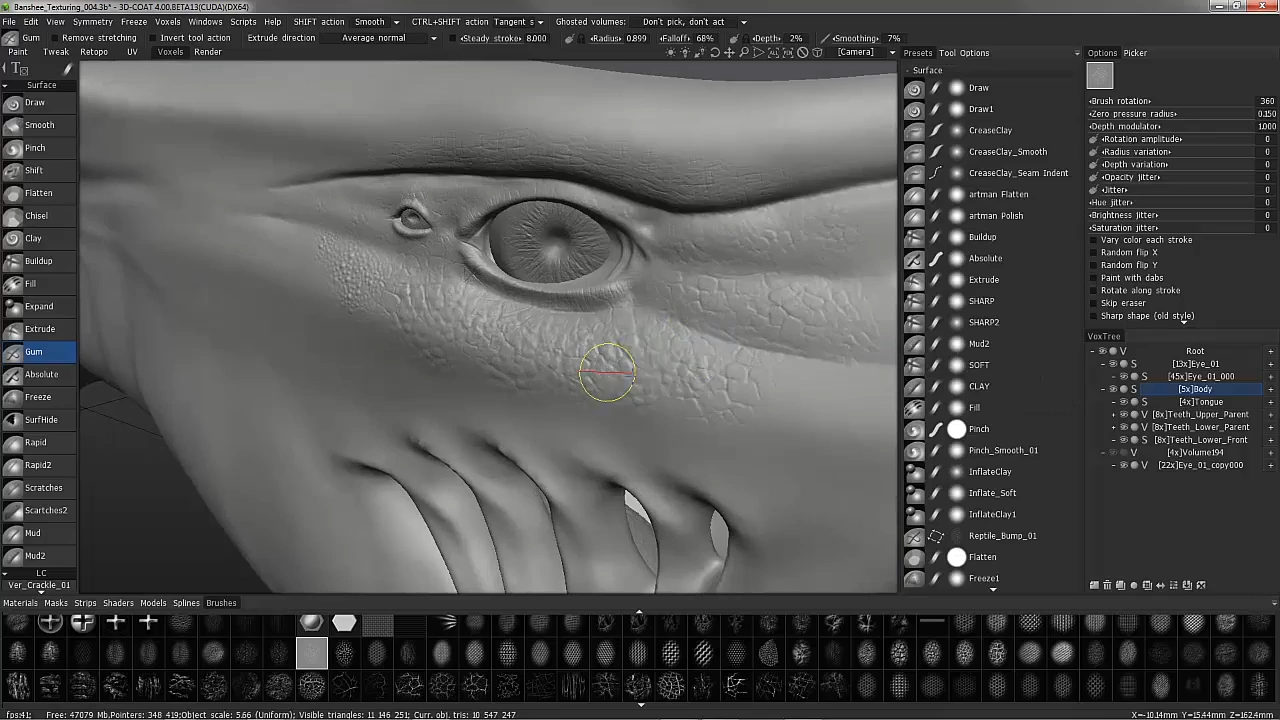 Banshee_Texturing_004.3b* - 3D-COAT 4.00.BETA13(CUDA)(DX64)
File Edit View Symmetry Freeze Voxels Windows Scripts Help SHIFT action Smooth CTRL+SHIFT action Tangent s Ghosted volumes: Don't pick, don't act
Gum Remove stretching Invert tool action Extrude direction Average normal Steady stroke 8.000 Radius 0.899 Falloff 68% Depth 2% Smoothing 7%
Paint Tweak Retopo UV Voxels Render [Camera]
Presets Tool Options
Options Picker
Surface
Draw
Smooth
Pinch
Shift
Flatten
Chisel
Clay
Buildup
Fill
Expand
Extrude
Gum
Absolute
Freeze
SurfHide
Rapid
Rapid2
Scratches
Scartches2
Mud
Mud2
LC
Ver_Crackle_01
Surface
Draw
Draw1
CreaseClay
CreaseClay_Smooth
CreaseClay_Seam Indent
artman Flatten
artman Polish
Buildup
Absolute
Extrude
SHARP
SHARP2
Mud2
SOFT
CLAY
Fill
Pinch
Pinch_Smooth_01
InflateClay
Inflate_Soft
InflateClay1
Reptile_Bump_01
Flatten
Freeze1
Brush rotation 360
Zero pressure radius 0.150
Depth modulator 1.000
Rotation amplitude 0
Radius variation 0
Depth variation 0
Opacity jitter 0
Jitter 0
Hue jitter 0
Brightness jitter 0
Saturation jitter 0
Vary color each stroke
Random flip X
Random flip Y
Paint with dabs
Rotate along stroke
Skip eraser
Sharp shape (old style)
VoxTree
V Root
S [13x]Eye_01
S [45x]Eye_01_000
S [5x]Body
S [4x]Tongue
V [8x]Teeth_Upper_Parent
V [8x]Teeth_Lower_Parent
S [8x]Teeth_Lower_Front
V [4x]Volume194
S [22x]Eye_01_copy000
Materials Masks Strips Shaders Models Splines Brushes
fps:41; Free: 47079 Mb,Pointers: 348 419;Object scale: 5.66 (Uniform); Visible triangles: 11 146 251; Curr. obj, tris: 10 547 247 X=-10.14mm Y=15.44mm Z=162.4mm